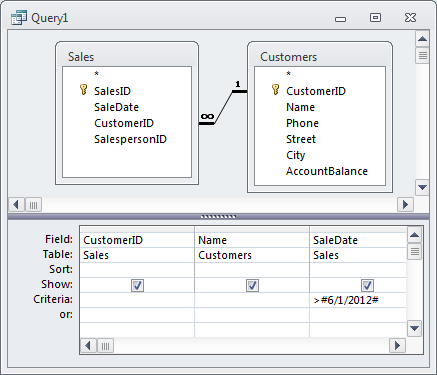 Query1
Sales
*
SalesID
SaleDate
CustomerID
SalespersonID
∞
1
Customers
*
CustomerID
Name
Phone
Street
City
AccountBalance
Field: CustomerID Name SaleDate
Table: Sales Customers Sales
Sort:
Show:
Criteria: >#6/1/2012#
or: